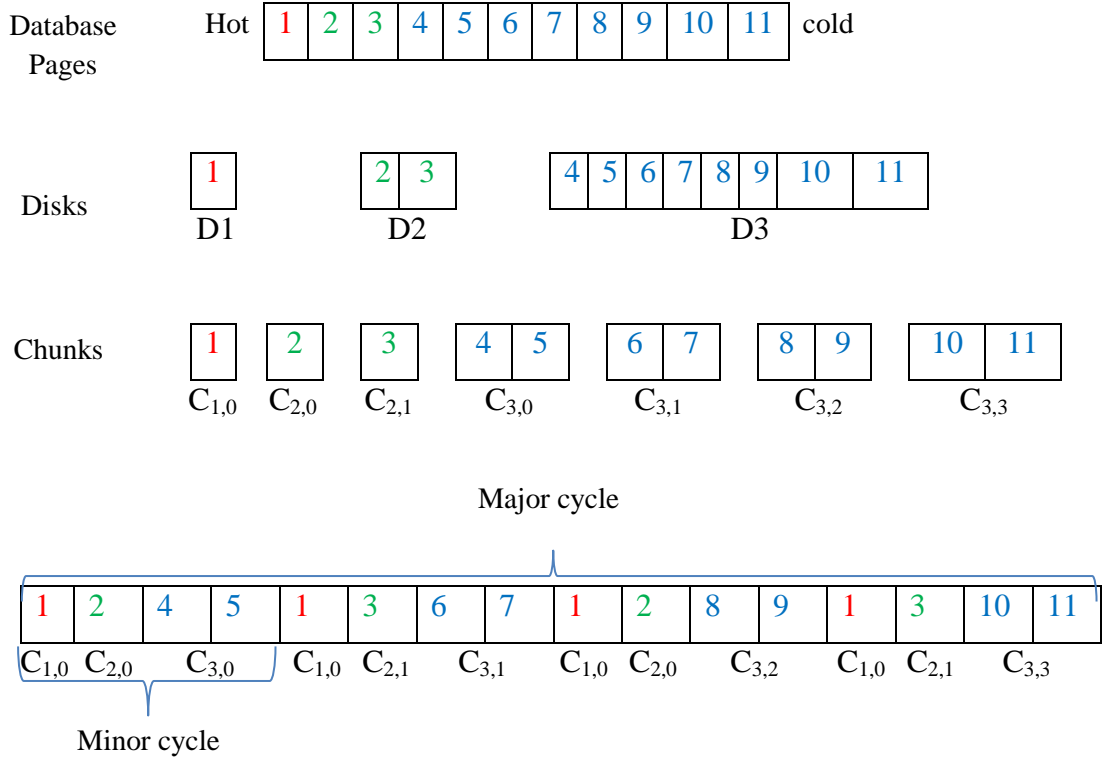 Database Pages
Hot 1 2 3 4 5 6 7 8 9 10 11 cold
Disks
1 2 3 4 5 6 7 8 9 10 11
D1 D2 D3
Chunks
1 2 3 4 5 6 7 8 9 10 11
C1,0 C2,0 C2,1 C3,0 C3,1 C3,2 C3,3
Major cycle
1 2 4 5 1 3 6 7 1 2 8 9 1 3 10 11
C1,0 C2,0 C3,0 C1,0 C2,1 C3,1 C1,0 C2,0 C3,2 C1,0 C2,1 C3,3
Minor cycle